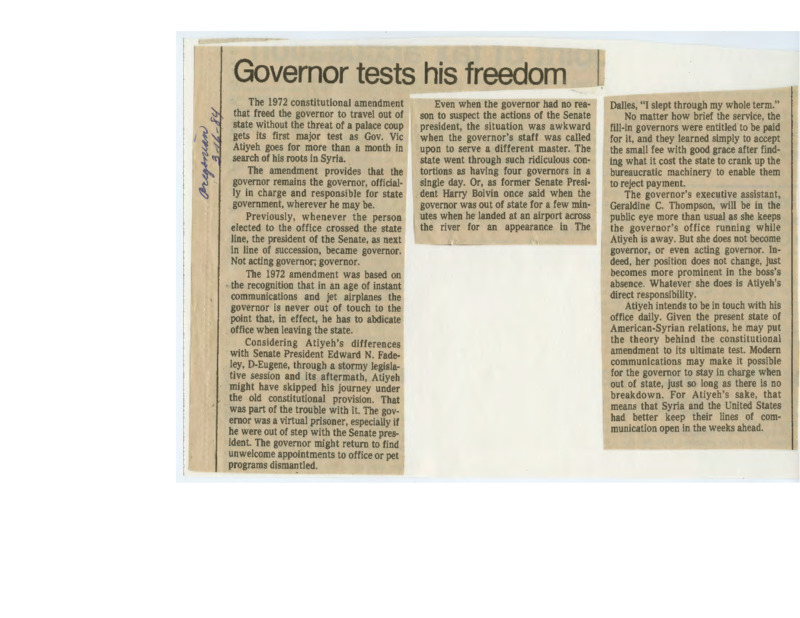 Governor tests his freedom
Oregonian
3-16-84
The 1972 constitutional amendment
that freed the governor to travel out of
state without the threat of a palace coup
gets its first major test as Gov. Vic
Atiyeh goes for more than a month in
search of his roots in Syria.
The amendment provides that the
governor remains the governor, official-
ly in charge and responsible for state
government, wherever he may be.
Previously, whenever the person
elected to the office crossed the state
line, the president of the Senate, as next
in line of succession, became governor.
Not acting governor; governor.
The 1972 amendment was based on
the recognition that in an age of instant
communications and jet airplanes the
governor is never out of touch to the
point that, in effect, he has to abdicate
office when leaving the state.
Considering Atiyeh's differences
with Senate President Edward N. Fade-
ley, D-Eugene, through a stormy legisla-
tive session and its aftermath, Atiyeh
might have skipped his journey under
the old constitutional provision. That
was part of the trouble with it. The gov-
ernor was a virtual prisoner, especially if
he were out of step with the Senate pres-
ident. The governor might return to find
unwelcome appointments to office or pet
programs dismantled.
Even when the governor had no rea-
son to suspect the actions of the Senate
president, the situation was awkward
when the governor's staff was called
upon to serve a different master. The
state went through such ridiculous con-
tortions as having four governors in a
single day. Or, as former Senate Presi-
dent Harry Boivin once said when the
governor was out of state for a few min-
utes when he landed at an airport across
the river for an appearance in The
Dalles, "I slept through my whole term."
No matter how brief the service, the
fill-in governors were entitled to be paid
for it, and they learned simply to accept
the small fee with good grace after find-
ing what it cost the state to crank up the
bureaucratic machinery to enable them
to reject payment.
The governor's executive assistant,
Geraldine C. Thompson, will be in the
public eye more than usual as she keeps
the governor's office running while
Atiyeh is away. But she does not become
governor, or even acting governor. In-
deed, her position does not change, just
becomes more prominent in the boss's
absence. Whatever she does is Atiyeh's
direct responsibility.
Atiyeh intends to be in touch with his
office daily. Given the present state of
American-Syrian relations, he may put
the theory behind the constitutional
amendment to its ultimate test. Modern
communications may make it possible
for the governor to stay in charge when
out of state, just so long as there is no
breakdown. For Atiyeh's sake, that
means that Syria and the United States
had better keep their lines of com-
munication open in the weeks ahead.